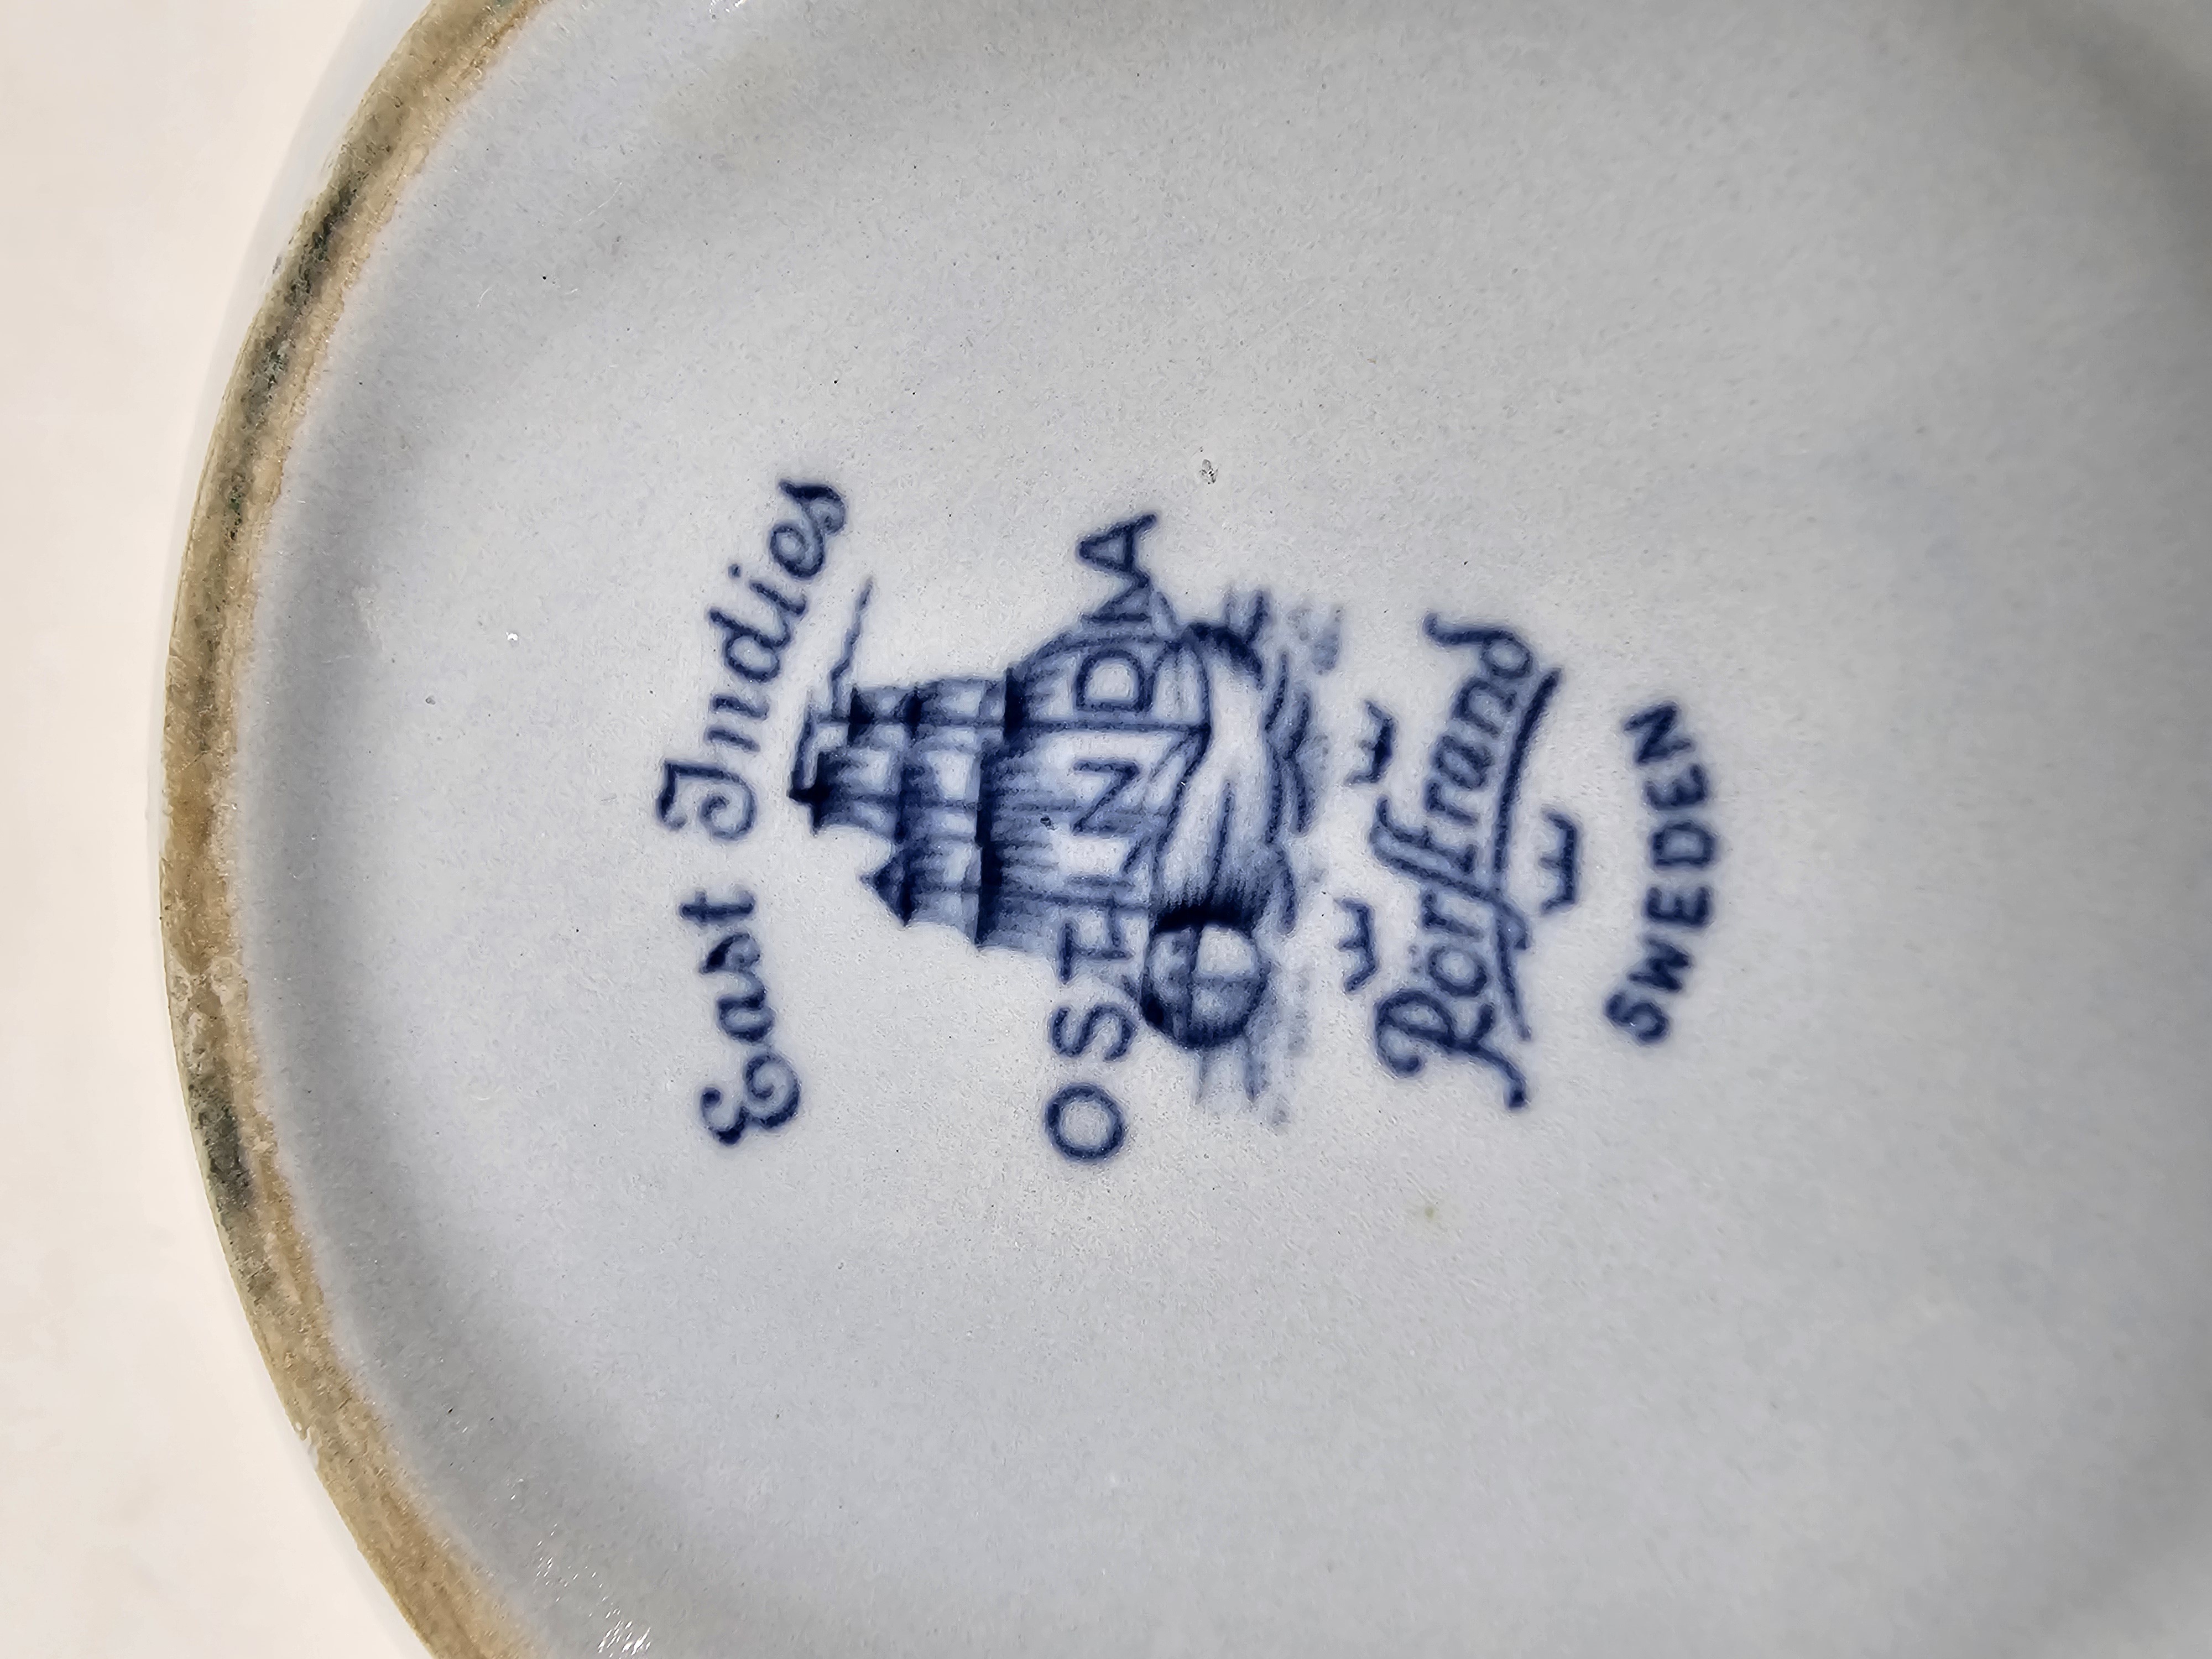 East Indies
OSTINDIA
Rörstrand
SWEDEN